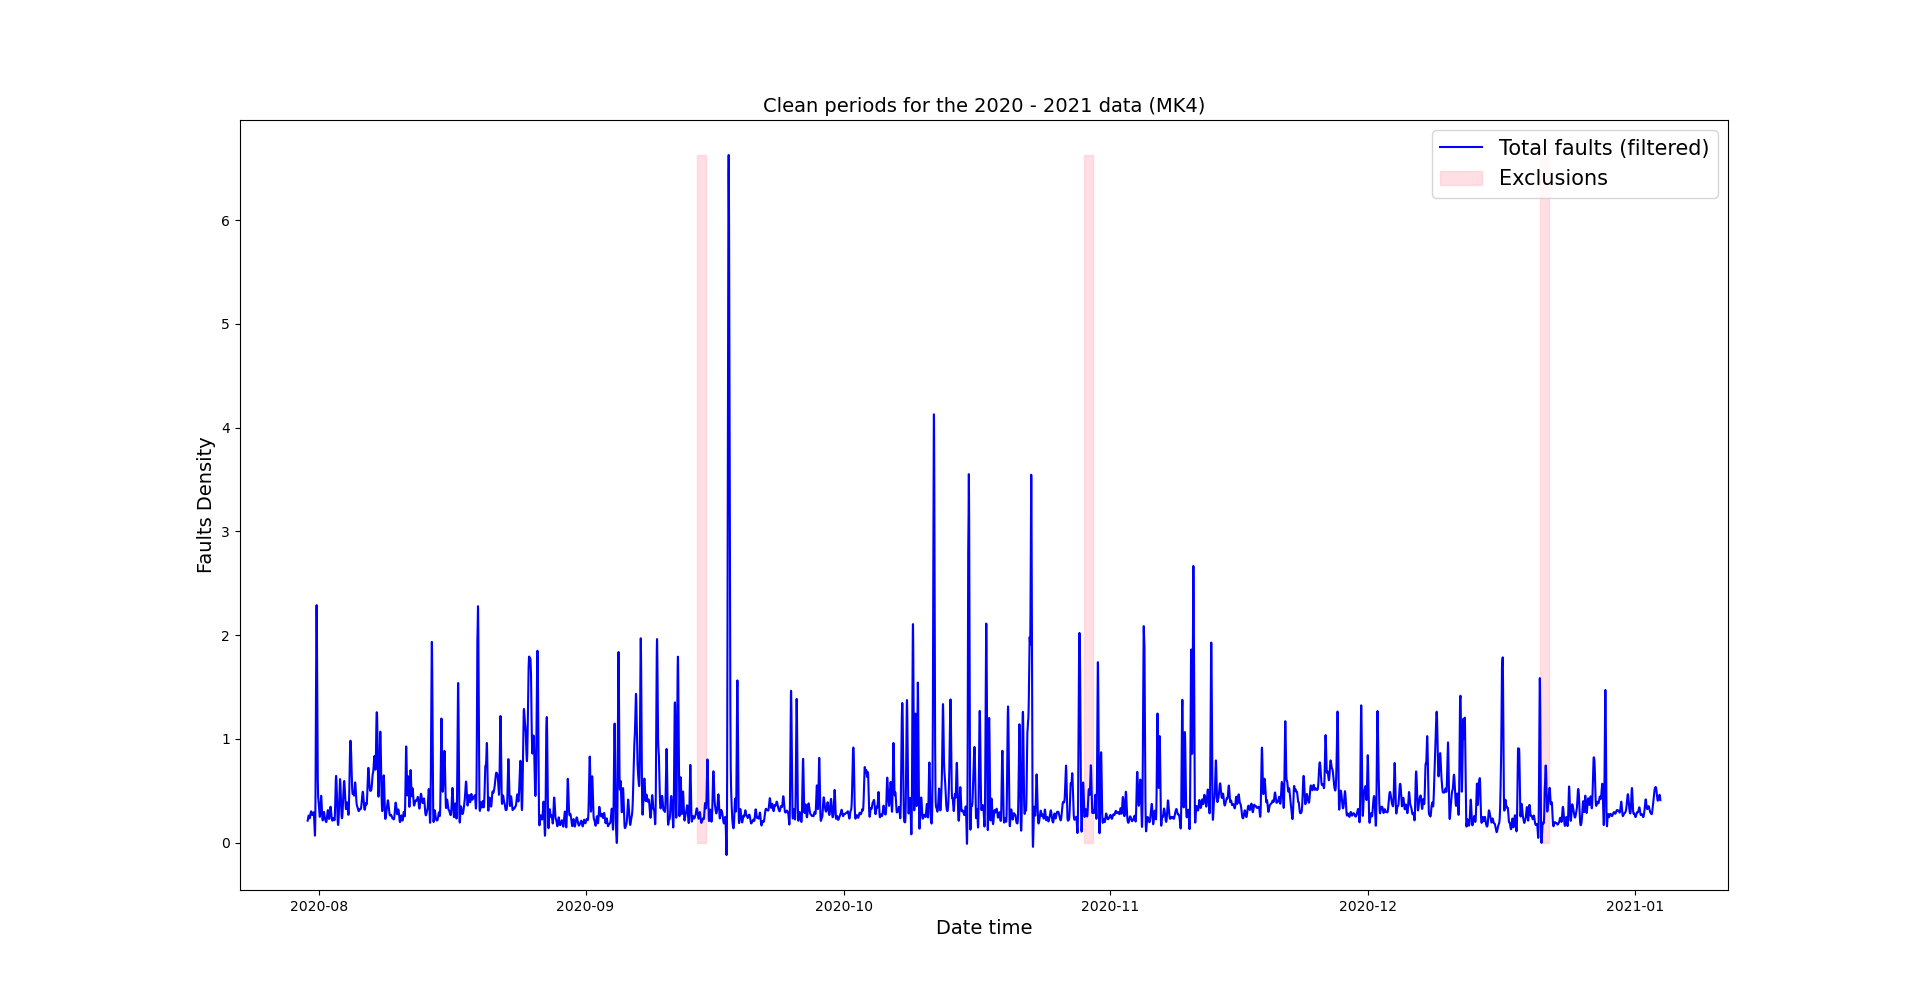 Clean periods for the 2020 - 2021 data (MK4)
Total faults (filtered)
Exclusions
Faults Density
6
5
4
3
2
1
0
2020-08 2020-09 2020-10 2020-11 2020-12 2021-01
Date time